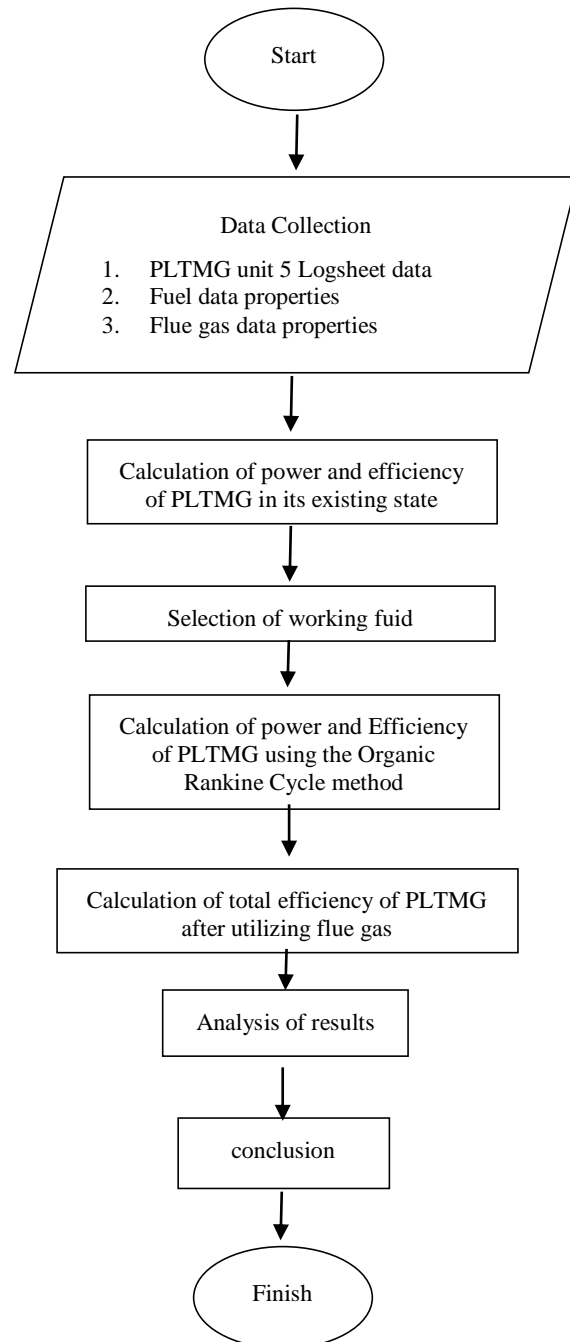 Start
Data Collection
1. PLTMG unit 5 Logsheet data
2. Fuel data properties
3. Flue gas data properties
Calculation of power and efficiency
of PLTMG in its existing state
Selection of working fuid
Calculation of power and Efficiency
of PLTMG using the Organic
Rankine Cycle method
Calculation of total efficiency of PLTMG
after utilizing flue gas
Analysis of results
conclusion
Finish